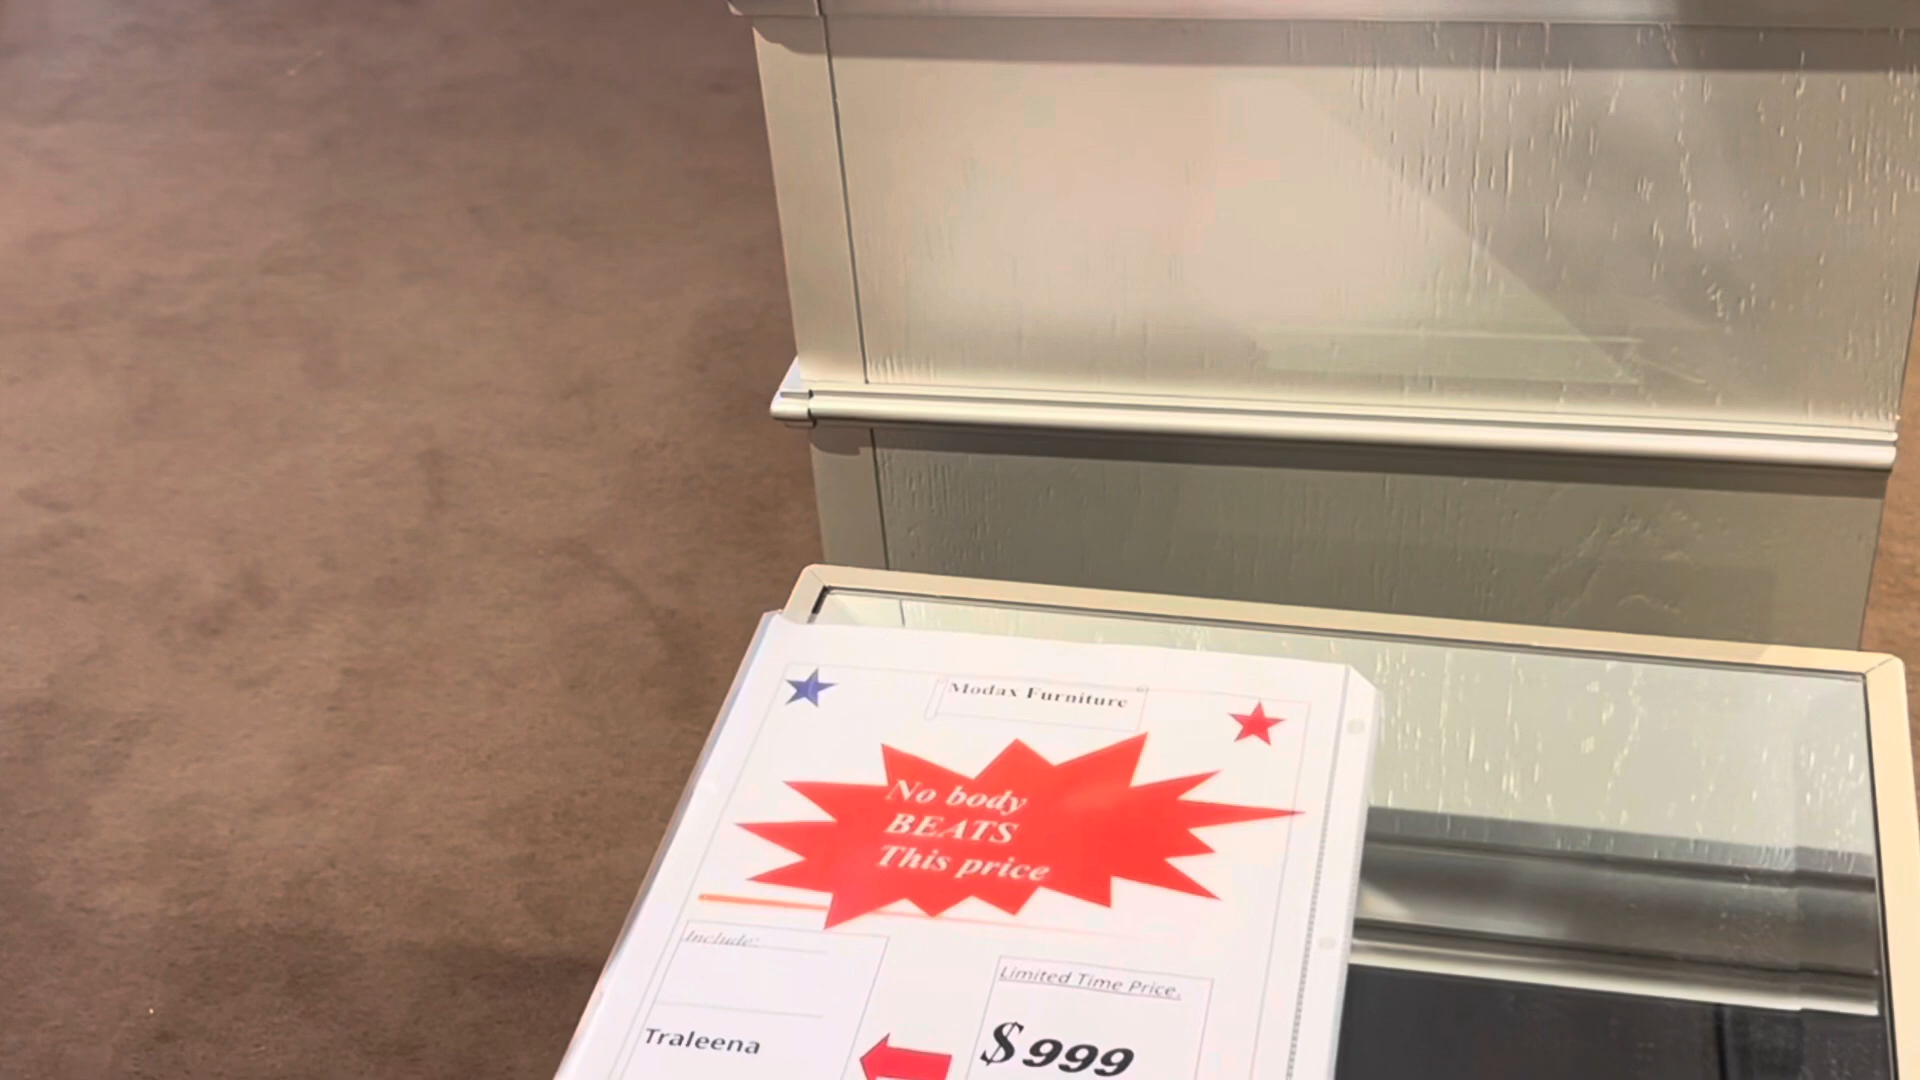 Modax Furniture
No body
BEATS
This price
Include:
Limited Time Price.
Traleena
$999